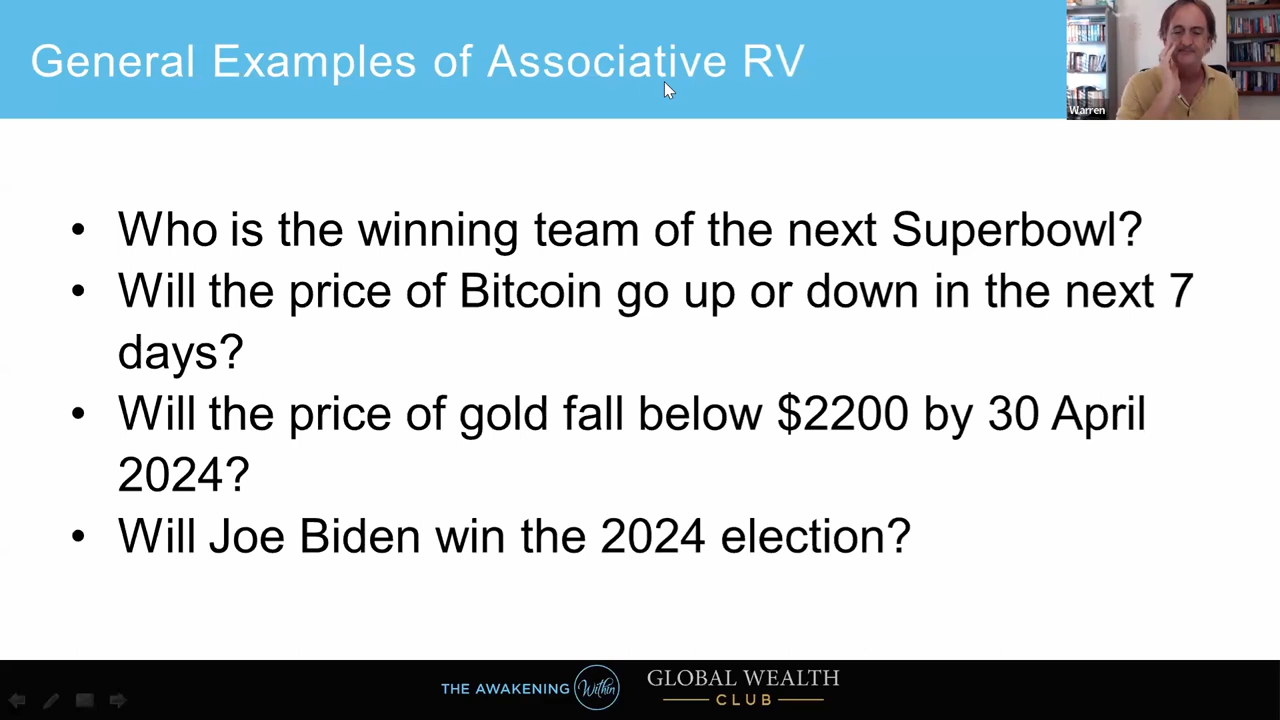 General Examples of Associative RV
Warren
• Who is the winning team of the next Superbowl?
• Will the price of Bitcoin go up or down in the next 7
days?
• Will the price of gold fall below $2200 by 30 April
2024?
• Will Joe Biden win the 2024 election?
THE AWAKENING Within
GLOBAL WEALTH
CLUB